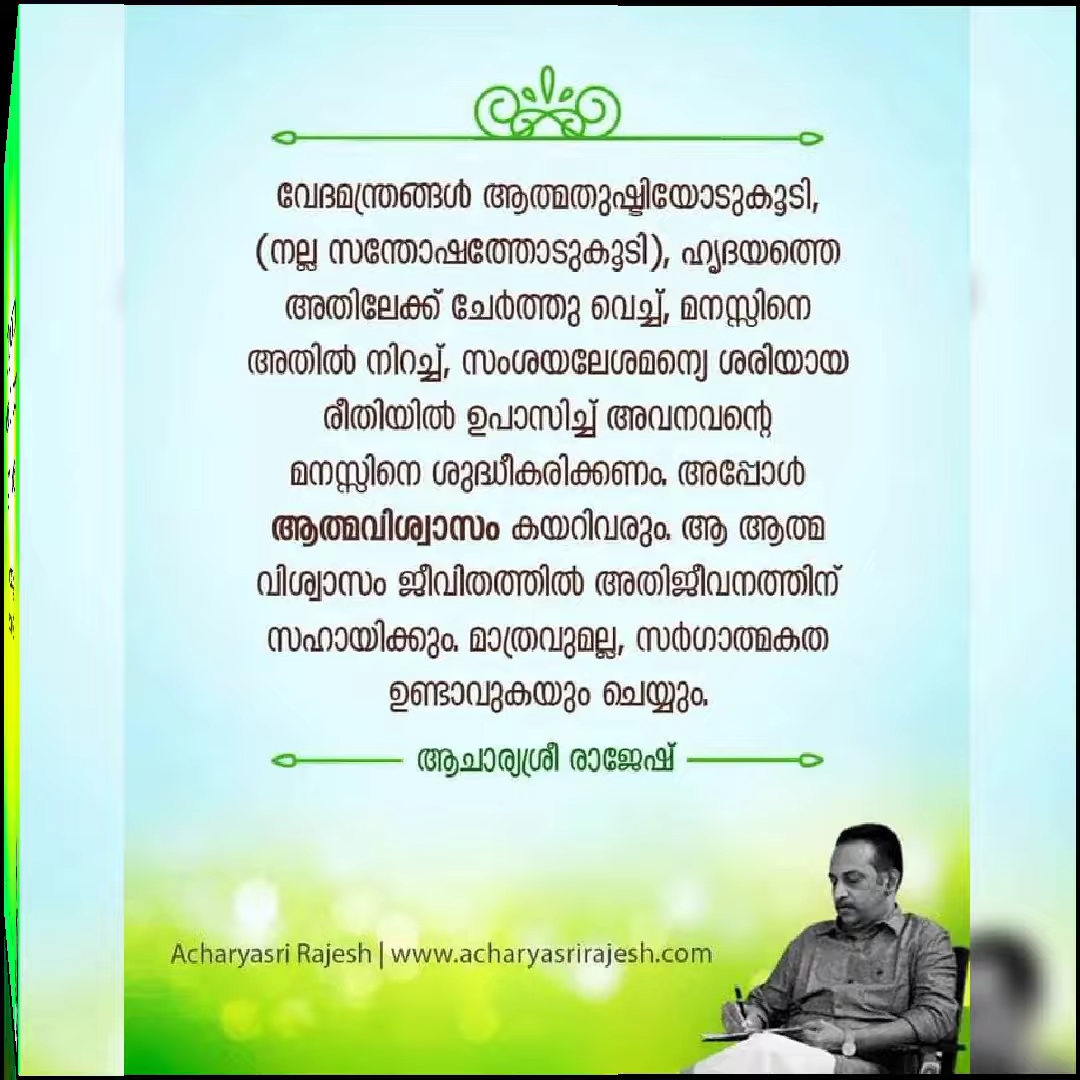 വേദമന്ത്രങ്ങൾ ആത്മതുഷ്ടിയോടുകൂടി,
(നല്ല സന്തോഷത്തോടുകൂടി), ഹൃദയത്തെ
അതിലേക്ക് ചേർത്തു വെച്ച്, മനസ്സിനെ
അതിൽ നിറച്ച്, സംശയലേശമന്യെ ശരിയായ
രീതിയിൽ ഉപാസിച്ച് അവനവന്റെ
മനസ്സിനെ ശുദ്ധീകരിക്കണം. അപ്പോൾ
ആത്മവിശ്വാസം കയറിവരും. ആ ആത്മ
വിശ്വാസം ജീവിതത്തിൽ അതിജീവനത്തിന്
സഹായിക്കും. മാത്രവുമല്ല, സർഗാത്മകത
ഉണ്ടാവുകയും ചെയ്യും.
ആചാര്യശ്രീ രാജേഷ്
Acharyasri Rajesh | www.acharyasrirajesh.com